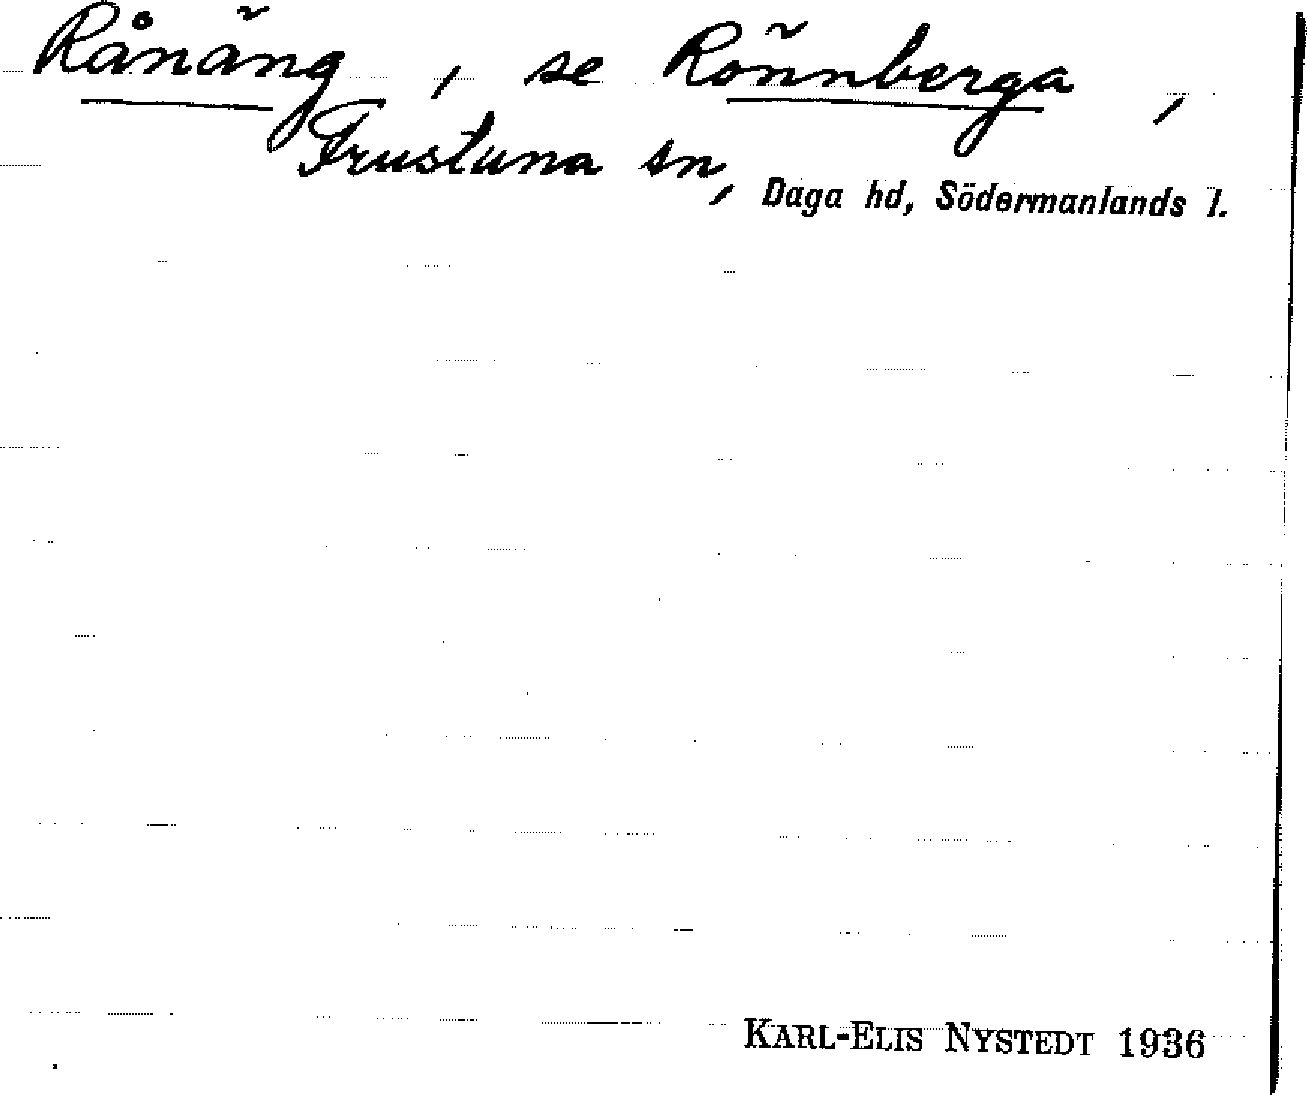 Rånäng, se Rönnberga,
Frustuna sn, Daga hd, Södermanlands l.
KARL-ELIS NYSTEDT 1936